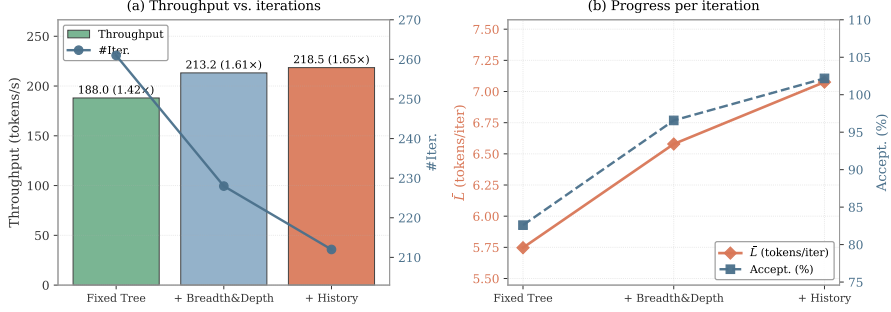 (a) Throughput vs. iterations
Throughput
#Iter.
188.0 (1.42×)
213.2 (1.61×)
218.5 (1.65×)
250
200
150
100
50
0
Throughput (tokens/s)
270
260
250
240
230
220
210
#Iter.
Fixed Tree
+ Breadth&Depth
+ History
(b) Progress per iteration
7.50
7.25
7.00
6.75
6.50
6.25
6.00
5.75
5.50
L̄ (tokens/iter)
110
105
100
95
90
85
80
75
Accept. (%)
L̄ (tokens/iter)
Accept. (%)
Fixed Tree
+ Breadth&Depth
+ History